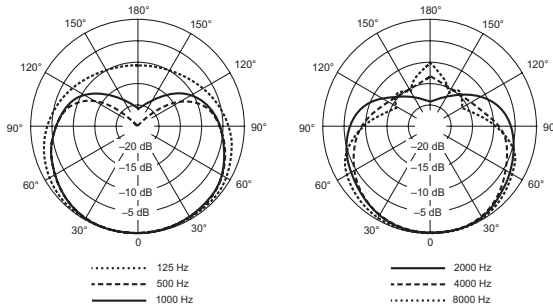 180°
150° 150°
120° 120°
90° 90°
60° 60°
30° 30°
0
–20 dB
–15 dB
–10 dB
–5 dB
125 Hz
500 Hz
1000 Hz
180°
150° 150°
120° 120°
90° 90°
60° 60°
30° 30°
0
–20 dB
–15 dB
–10 dB
–5 dB
2000 Hz
4000 Hz
8000 Hz